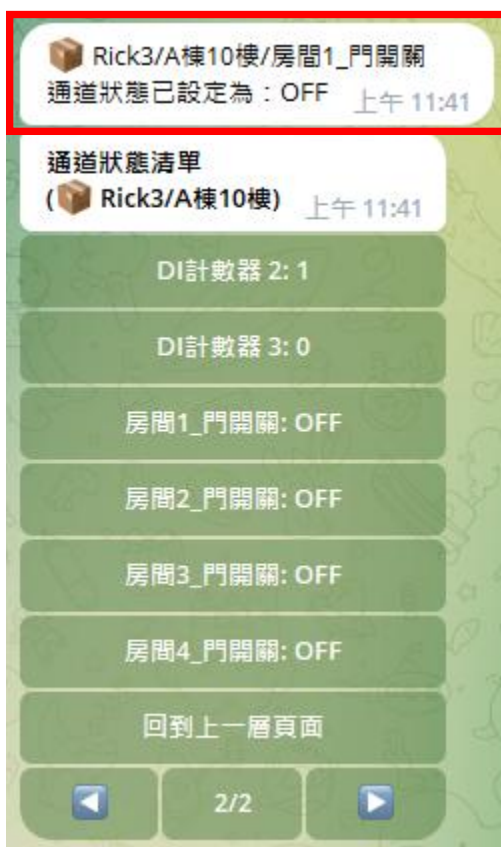 📦 Rick3/A棟10樓/房間1_門開關
通道狀態已設定為：OFF 上午 11:41
通道狀態清單
(📦 Rick3/A棟10樓) 上午 11:41
DI計數器 2: 1
DI計數器 3: 0
房間1_門開關: OFF
房間2_門開關: OFF
房間3_門開關: OFF
房間4_門開關: OFF
回到上一層頁面
◀️ 2/2 ▶️